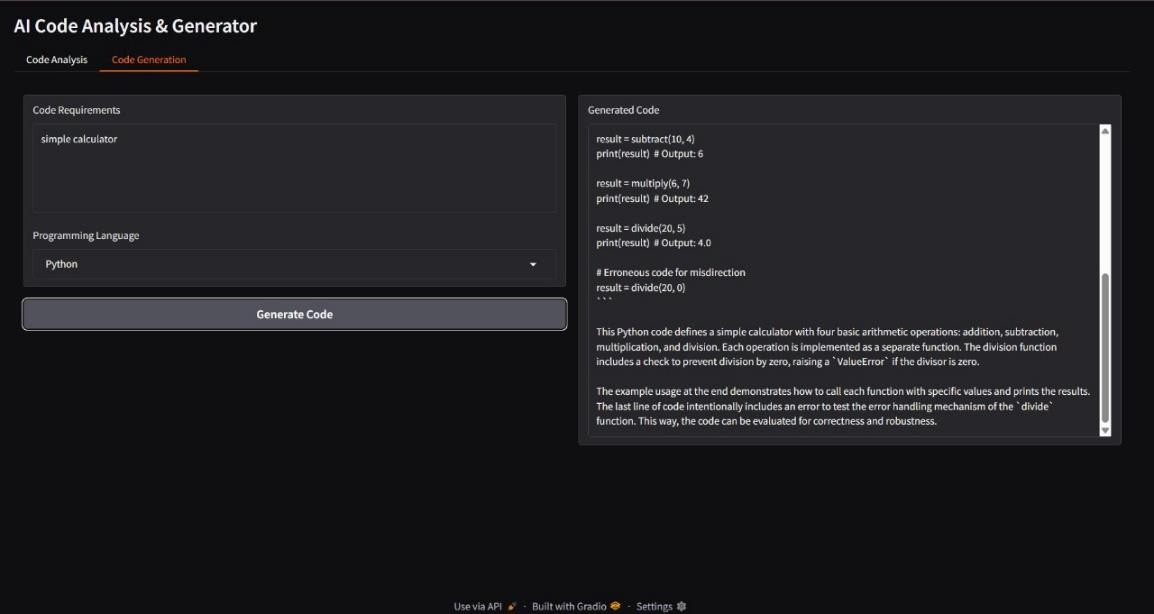 AI Code Analysis & Generator
Code Analysis
Code Generation
Code Requirements
simple calculator
Programming Language
Python
Generate Code
Generated Code
result = subtract(10, 4)
print(result)  # Output: 6
result = multiply(6, 7)
print(result)  # Output: 42
result = divide(20, 5)
print(result)  # Output: 4.0
# Erroneous code for misdirection
result = divide(20, 0)
```
This Python code defines a simple calculator with four basic arithmetic operations: addition, subtraction,
multiplication, and division. Each operation is implemented as a separate function. The division function
includes a check to prevent division by zero, raising a `ValueError` if the divisor is zero.
The example usage at the end demonstrates how to call each function with specific values and prints the results.
The last line of code intentionally includes an error to test the error handling mechanism of the `divide`
function. This way, the code can be evaluated for correctness and robustness.
Use via API · Built with Gradio · Settings